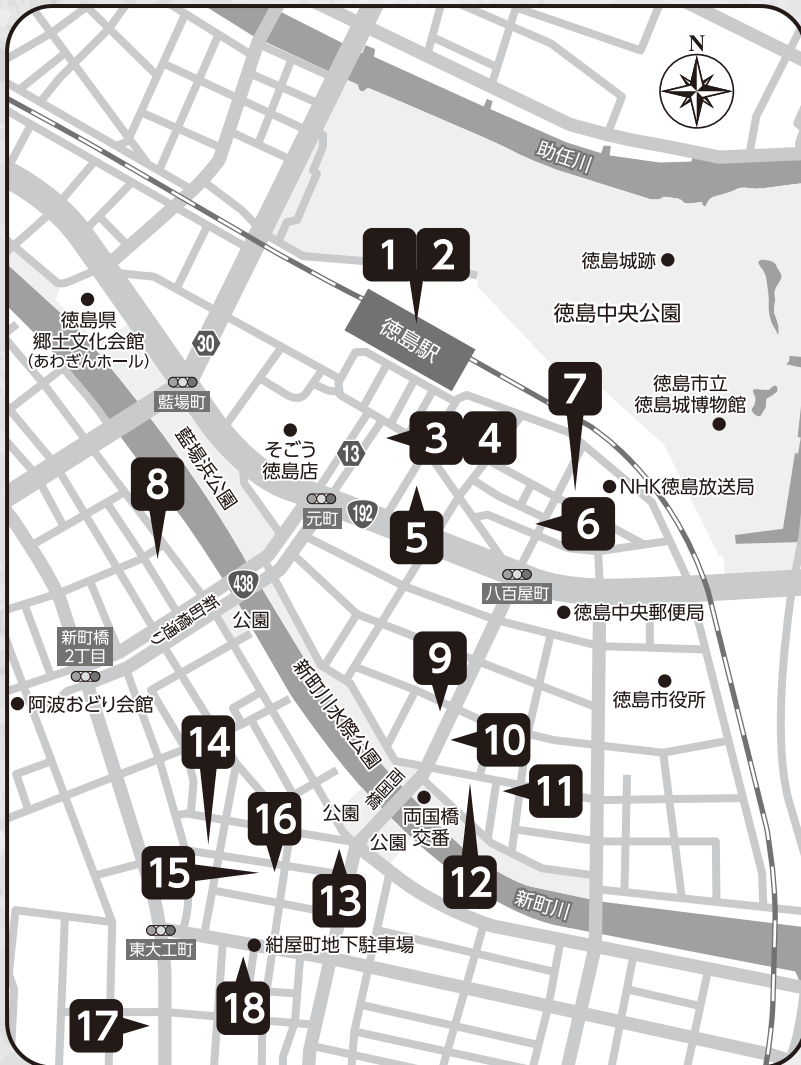 N
助任川
徳島城跡
徳島中央公園
1 2
徳島駅
徳島県
郷土文化会館
(あわぎんホール)
30
藍場町
徳島市立
徳島城博物館
7
3 4
そごう
徳島店
13
藍場浜公園
8
NHK徳島放送局
元町
192
5
6
八百屋町
438
新町橋通り
公園
徳島中央郵便局
新町橋
2丁目
9
徳島市役所
阿波おどり会館
新町川水際公園
14
10
両国橋
11
公園
両国橋
交番
公園
16
15
13
12
新町川
東大工町
紺屋町地下駐車場
18
17